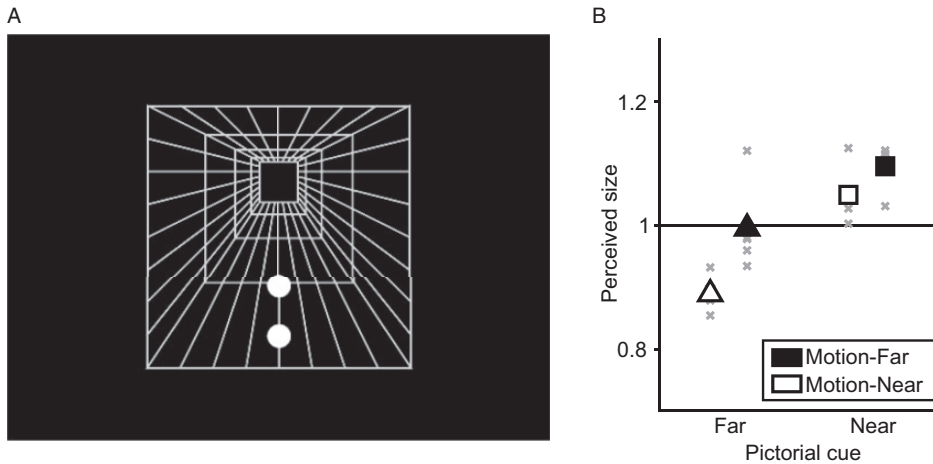 A
B
1.2
1
0.8
Perceived size
Motion-Far
Motion-Near
Far
Near
Pictorial cue